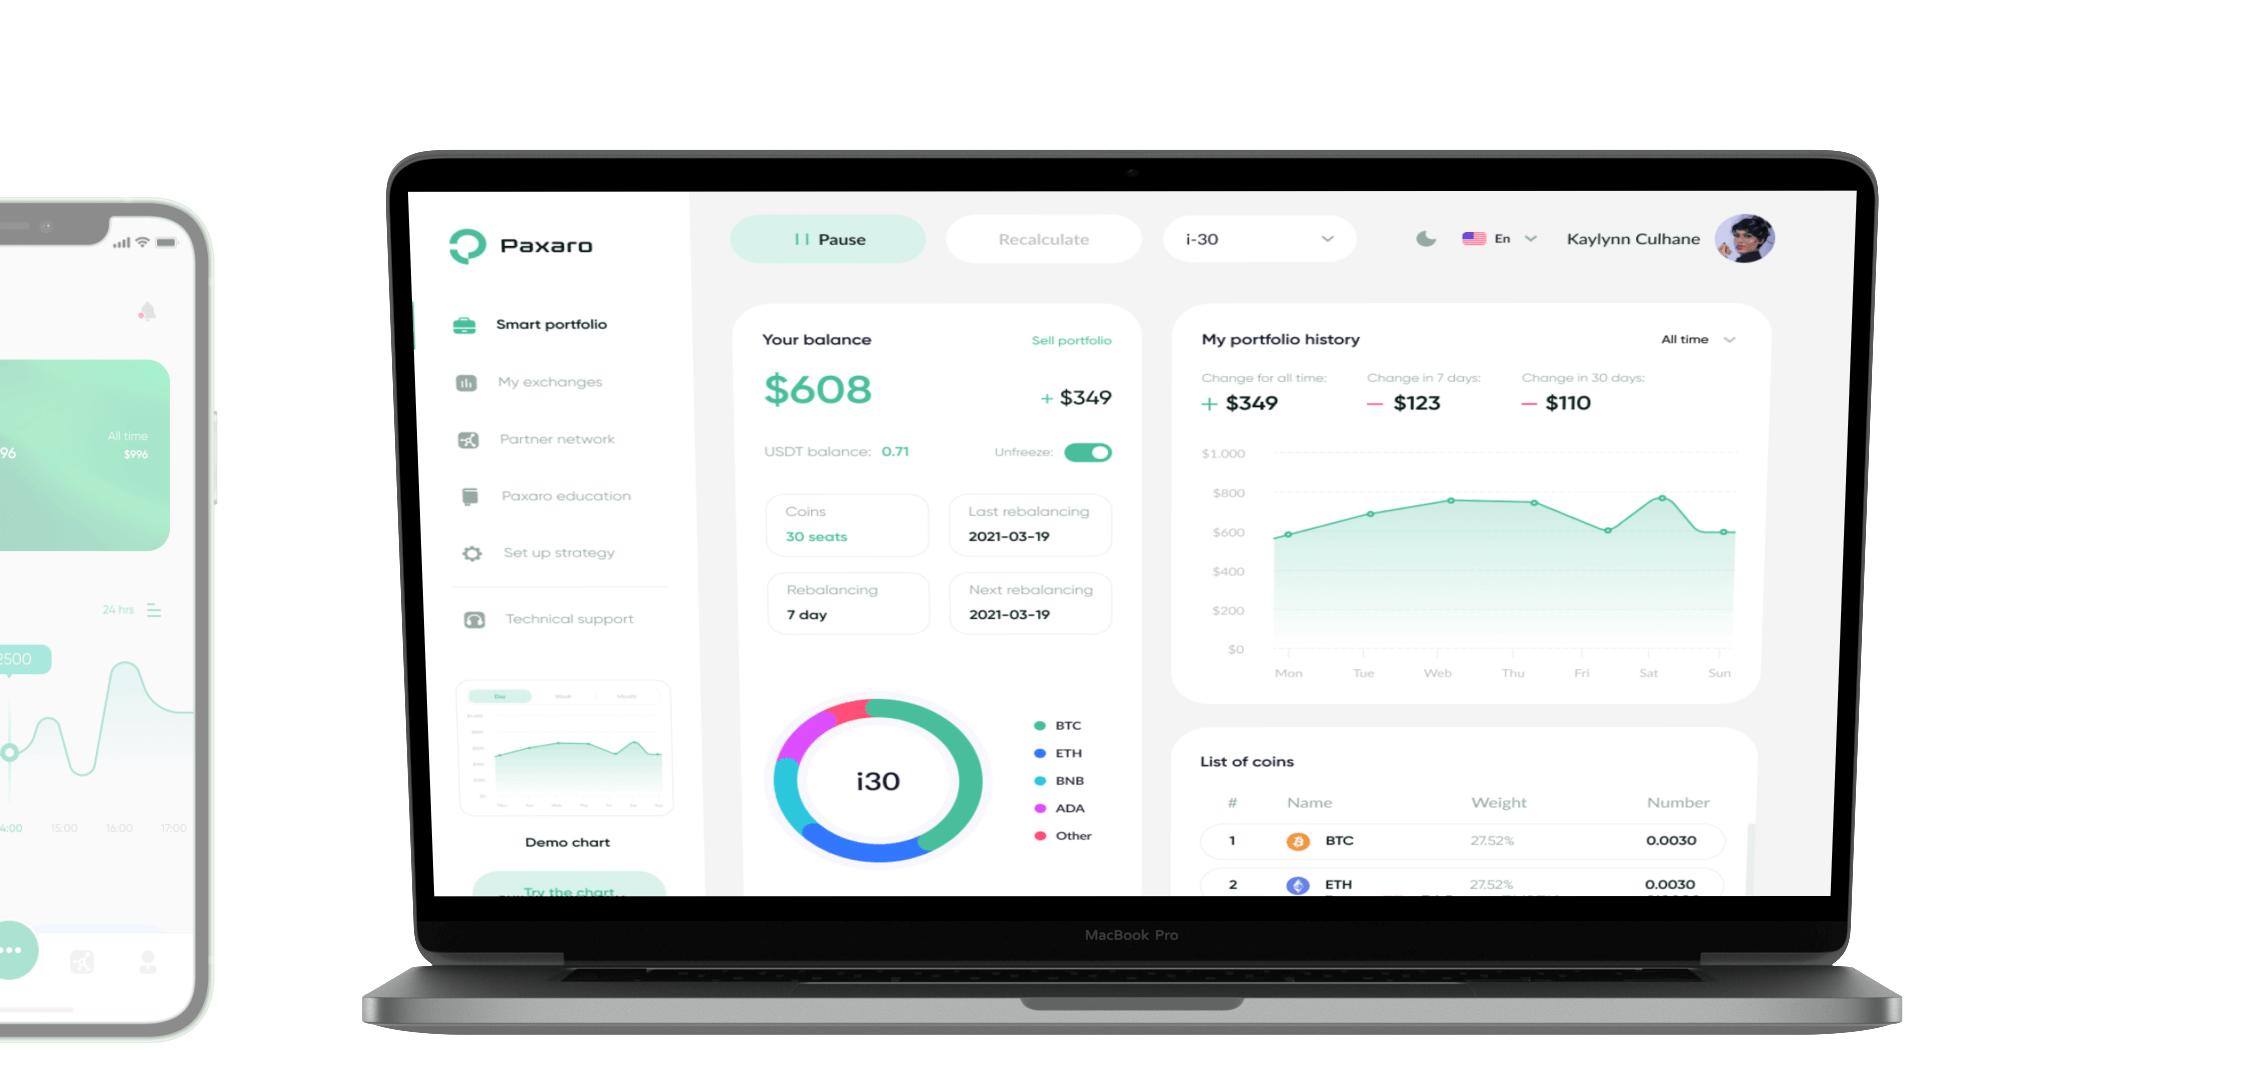 All time
96
$996
24 hrs
2500
4:00 15:00 16:00 17:00
Paxaro
Smart portfolio
My exchanges
Partner network
Paxaro education
Set up strategy
Technical support
Day Week Month
Demo chart
Try the chart
Pause
Recalculate
i-30
En
Kaylynn Culhane
Your balance
Sell portfolio
$608
+ $349
USDT balance: 0.71
Unfreeze:
Coins
30 seats
Last rebalancing
2021-03-19
Rebalancing
7 day
Next rebalancing
2021-03-19
i30
BTC
ETH
BNB
ADA
Other
My portfolio history
All time
Change for all time:
+ $349
Change in 7 days:
— $123
Change in 30 days:
— $110
$1.000
$800
$600
$400
$200
$0
Mon Tue Web Thu Fri Sat Sun
List of coins
# Name Weight Number
1 BTC 27.52% 0.0030
2 ETH 27.52% 0.0030
MacBook Pro